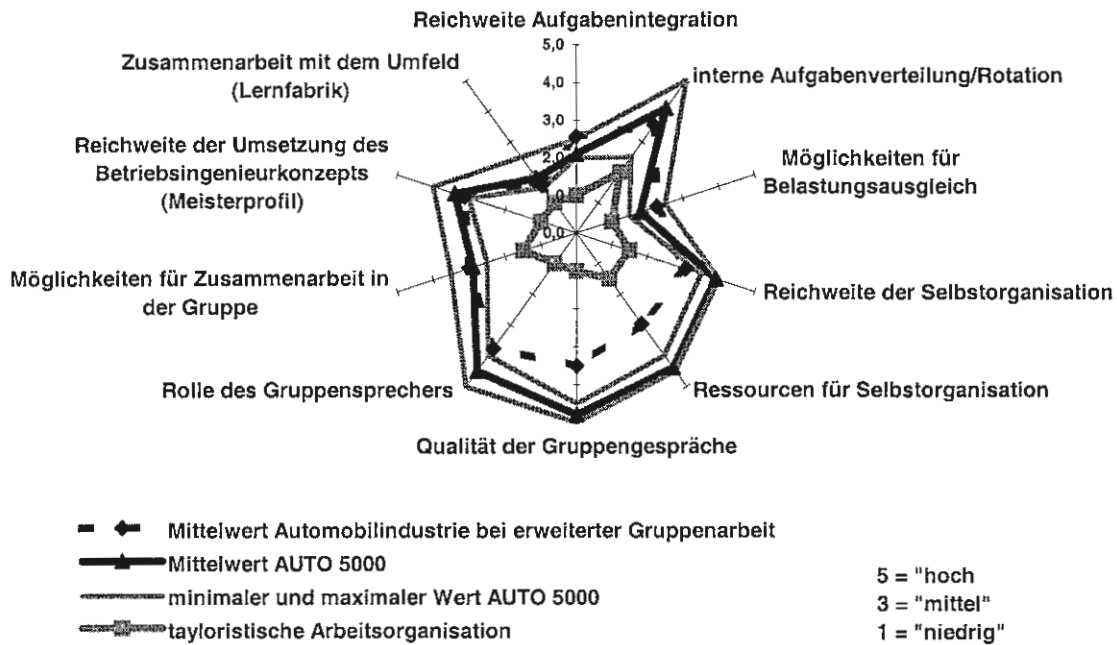 Reichweite Aufgabenintegration
5,0
4,0
3,0
2,0
0,0
Zusammenarbeit mit dem Umfeld
(Lernfabrik)
interne Aufgabenverteilung/Rotation
Reichweite der Umsetzung des
Betriebsingenieurkonzepts
(Meisterprofil)
Möglichkeiten für
Belastungsausgleich
Möglichkeiten für Zusammenarbeit in
der Gruppe
Reichweite der Selbstorganisation
Rolle des Gruppensprechers
Ressourcen für Selbstorganisation
Qualität der Gruppengespräche
Mittelwert Automobilindustrie bei erweiterter Gruppenarbeit
Mittelwert AUTO 5000
minimaler und maximaler Wert AUTO 5000
tayloristische Arbeitsorganisation
5 = "hoch
3 = "mittel"
1 = "niedrig"